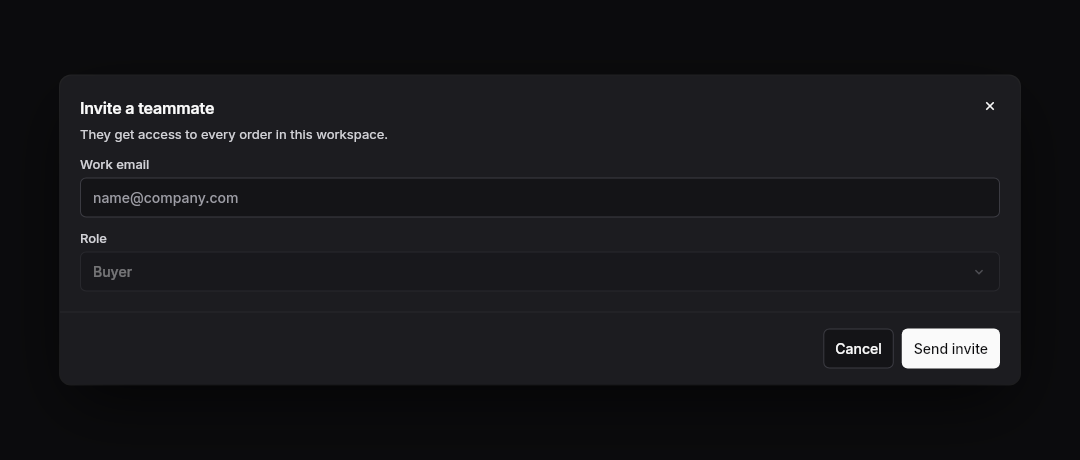 Invite a teammate
They get access to every order in this workspace.
Work email
name@company.com
Role
Buyer
Cancel
Send invite